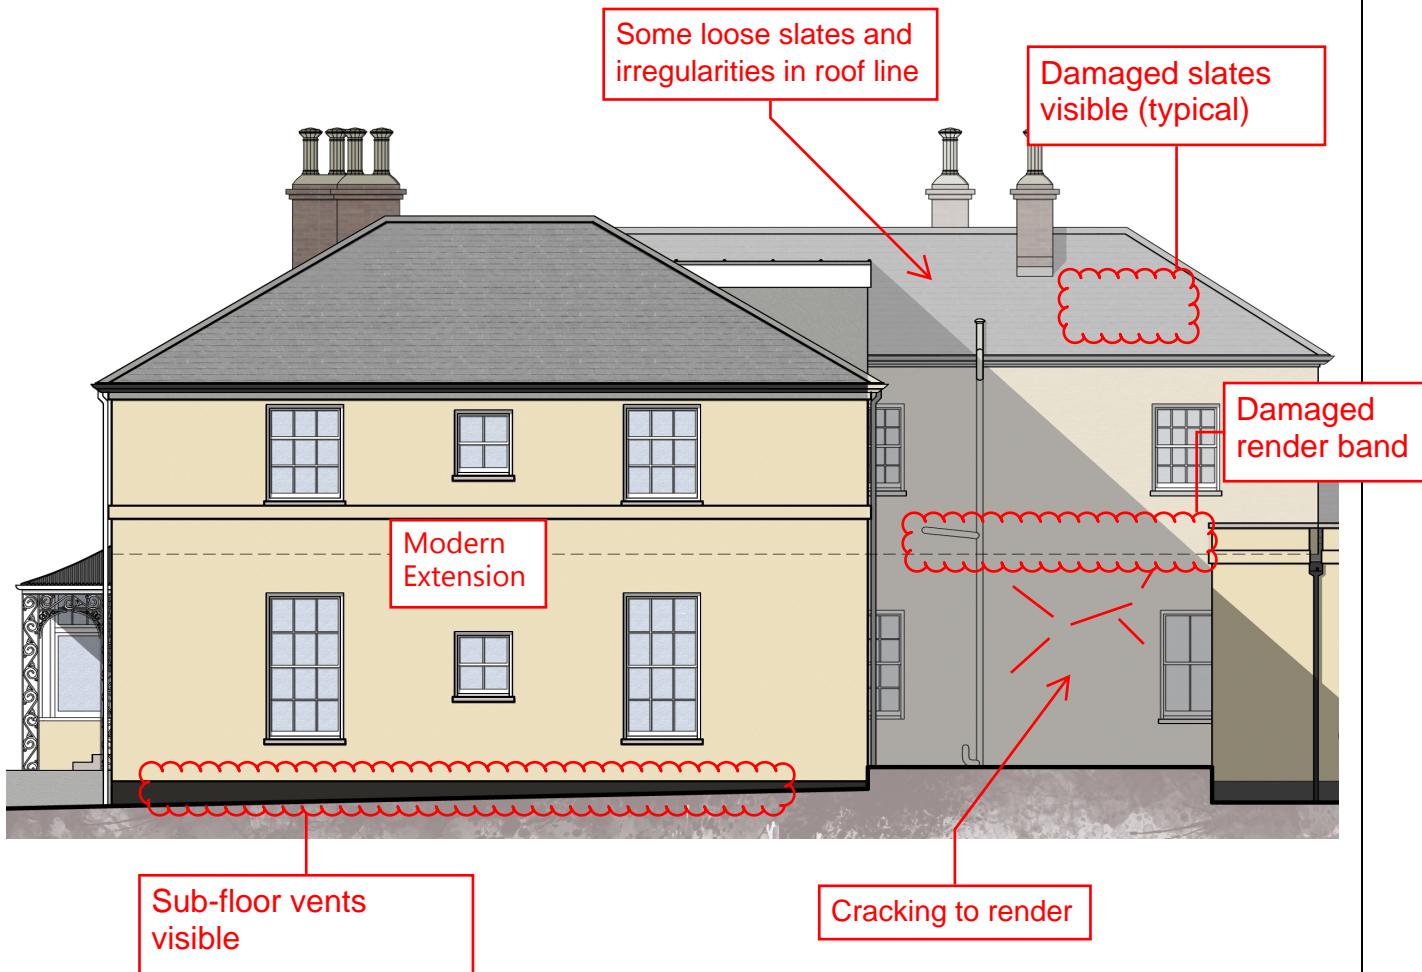 Some loose slates and
irregularities in roof line
Damaged slates
visible (typical)
Damaged
render band
Modern
Extension
Sub-floor vents
visible
Cracking to render